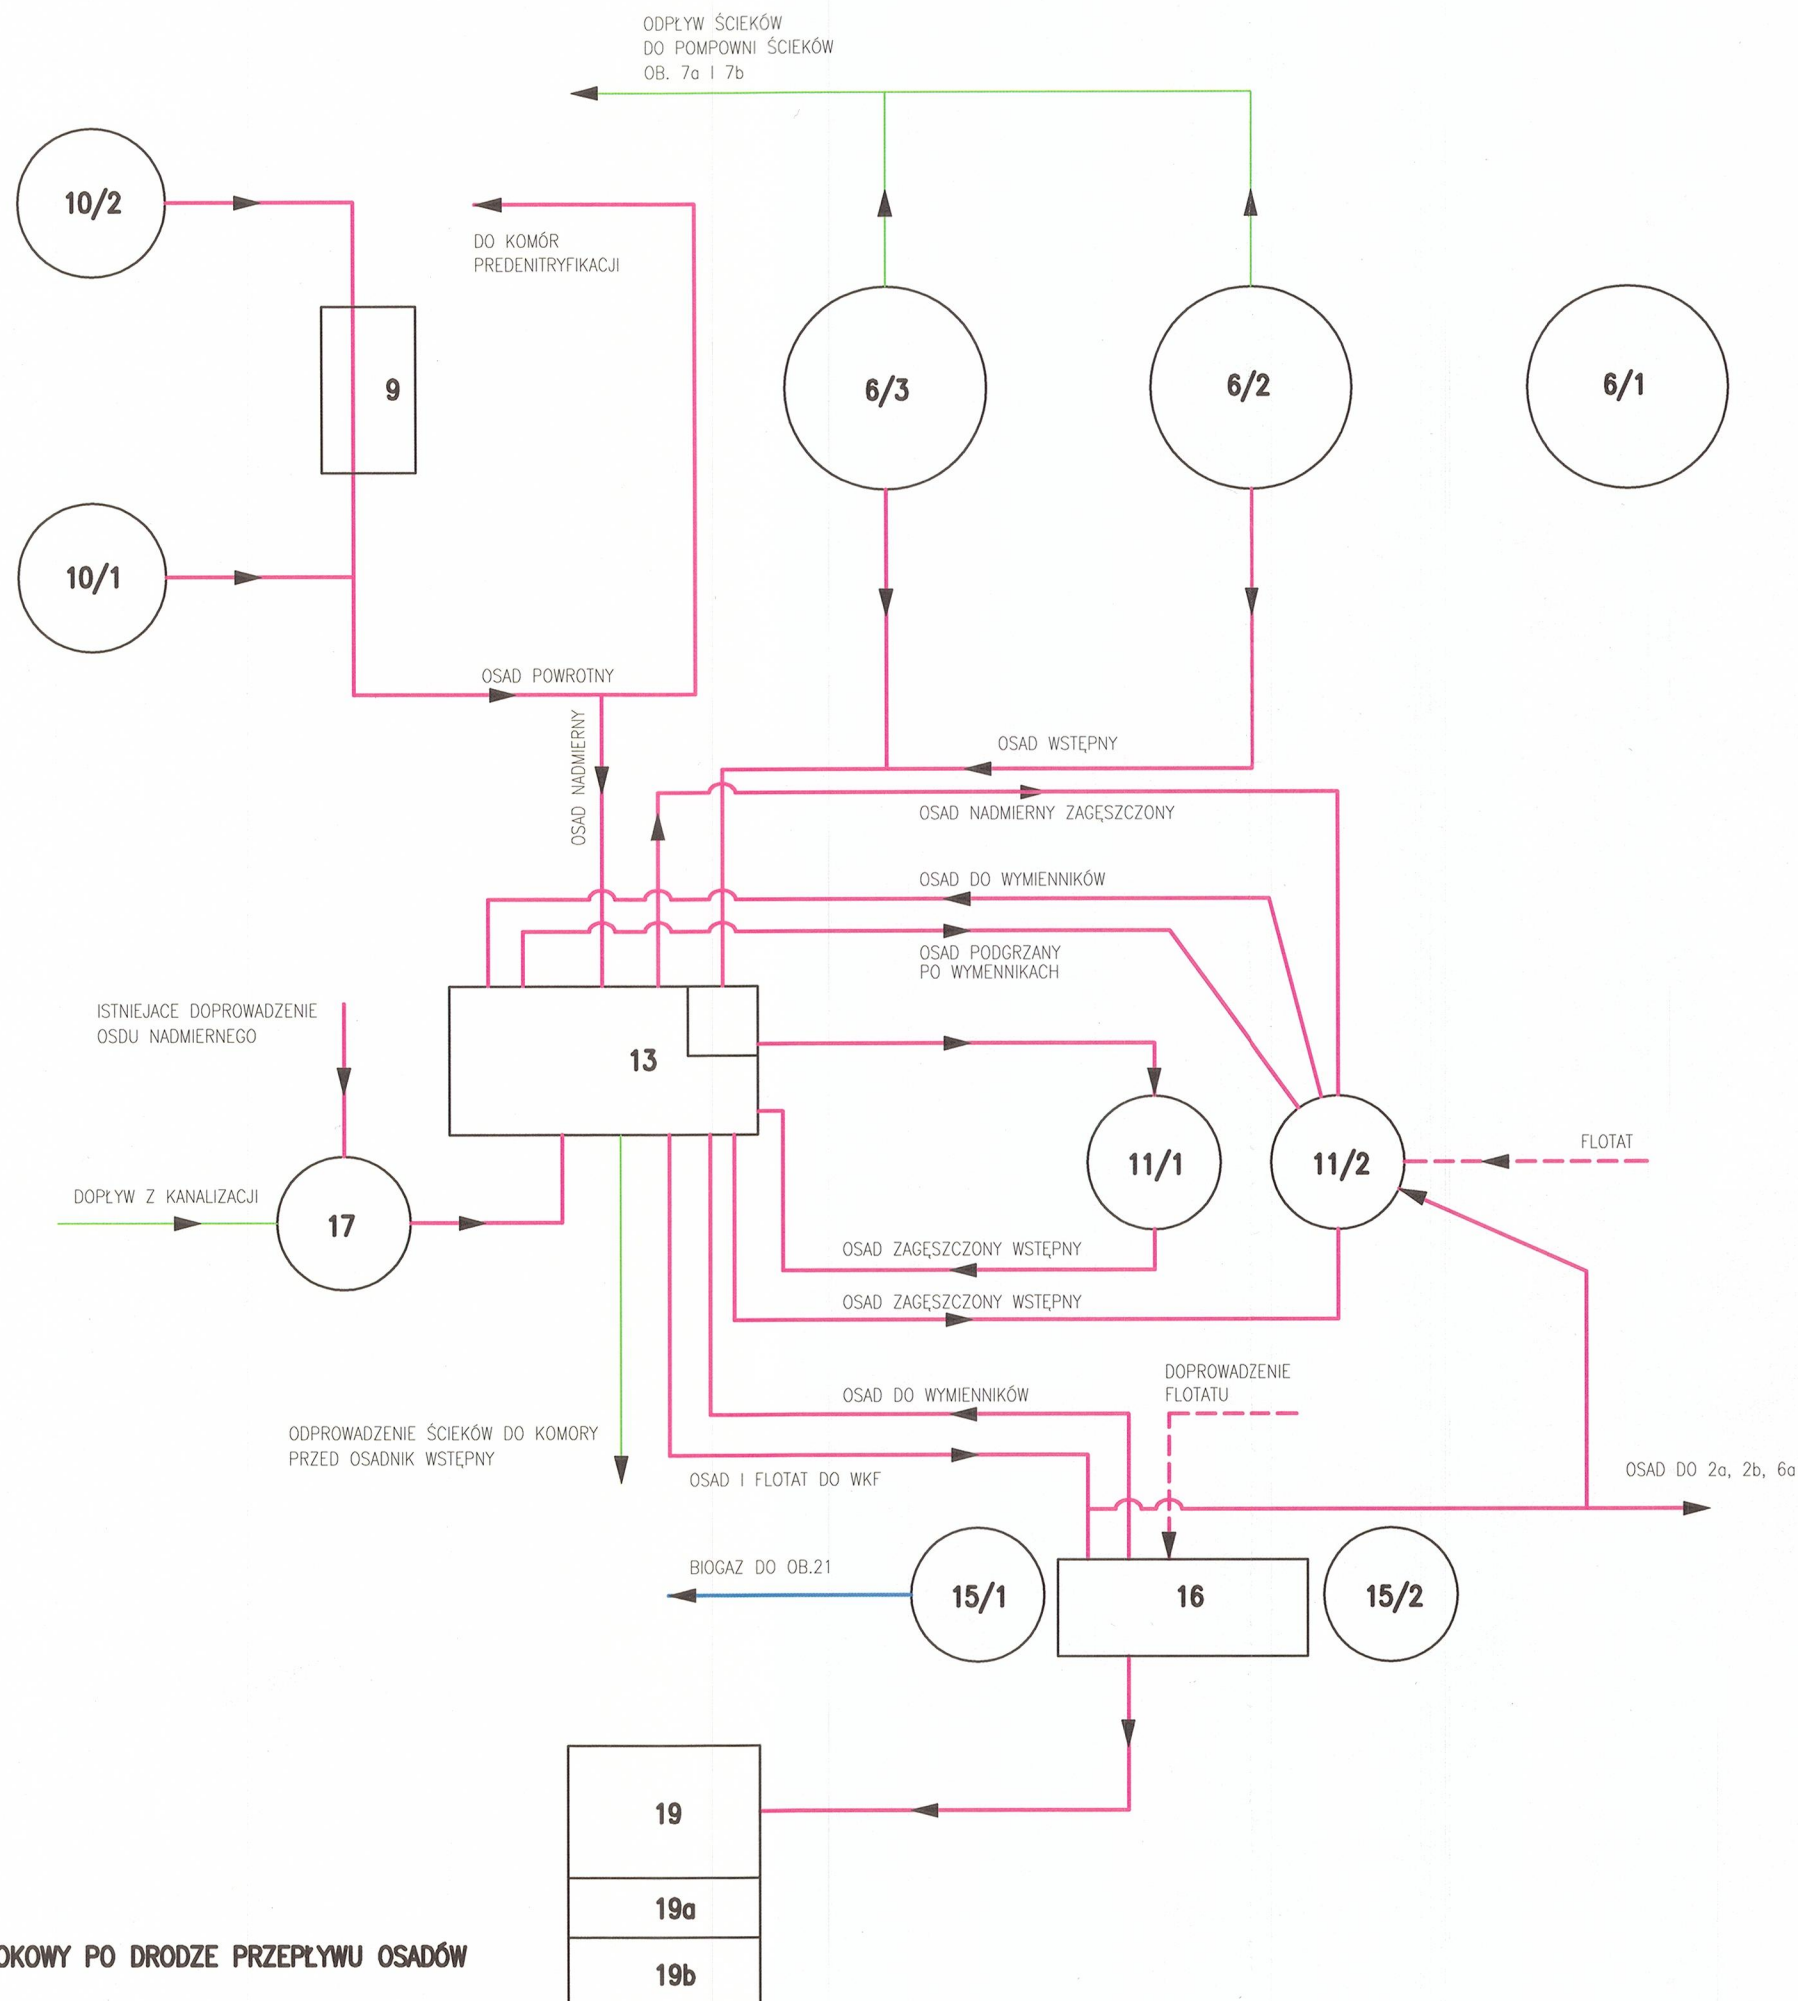 ODPŁYW ŚCIEKÓW
DO POMPOWNI ŚCIEKÓW
OB. 7a I 7b
10/2
DO KOMÓR
PREDENITRYFIKACJI
9
6/3
6/2
6/1
10/1
OSAD POWROTNY
OSAD NADMIERNY
OSAD WSTĘPNY
OSAD NADMIERNY ZAGĘSZCZONY
OSAD DO WYMIENNIKÓW
OSAD PODGRZANY
PO WYMENNIKACH
ISTNIEJACE DOPROWADZENIE
OSDU NADMIERNEGO
13
11/1
11/2
FLOTAT
DOPŁYW Z KANALIZACJI
17
OSAD ZAGĘSZCZONY WSTĘPNY
OSAD ZAGĘSZCZONY WSTĘPNY
DOPROWADZENIE
FLOTATU
OSAD DO WYMIENNIKÓW
ODPROWADZENIE ŚCIEKÓW DO KOMORY
PRZED OSADNIK WSTĘPNY
OSAD I FLOTAT DO WKF
OSAD DO 2a, 2b, 6a
BIOGAZ DO OB.21
15/1
16
15/2
19
19a
OKOWY PO DRODZE PRZEPŁYWU OSADÓW
19b